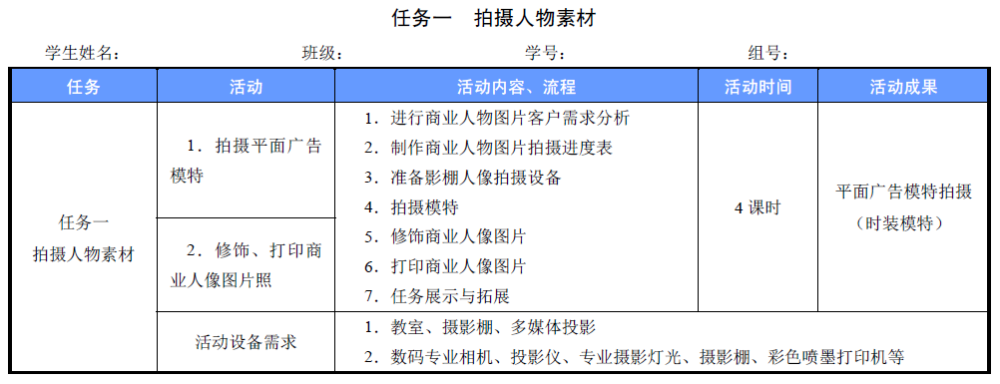 任务一 拍摄人物素材
学生姓名： 班级： 学号： 组号：
任务 活动 活动内容、流程 活动时间 活动成果
任务一
拍摄人物素材
1．拍摄平面广告
模特
2．修饰、打印商
业人像图片照
1．进行商业人物图片客户需求分析
2．制作商业人物图片拍摄进度表
3．准备影棚人像拍摄设备
4．拍摄模特
5．修饰商业人像图片
6．打印商业人像图片
7．任务展示与拓展
4 课时
平面广告模特拍摄
（时装模特）
活动设备需求
1．教室、摄影棚、多媒体投影
2．数码专业相机、投影仪、专业摄影灯光、摄影棚、彩色喷墨打印机等